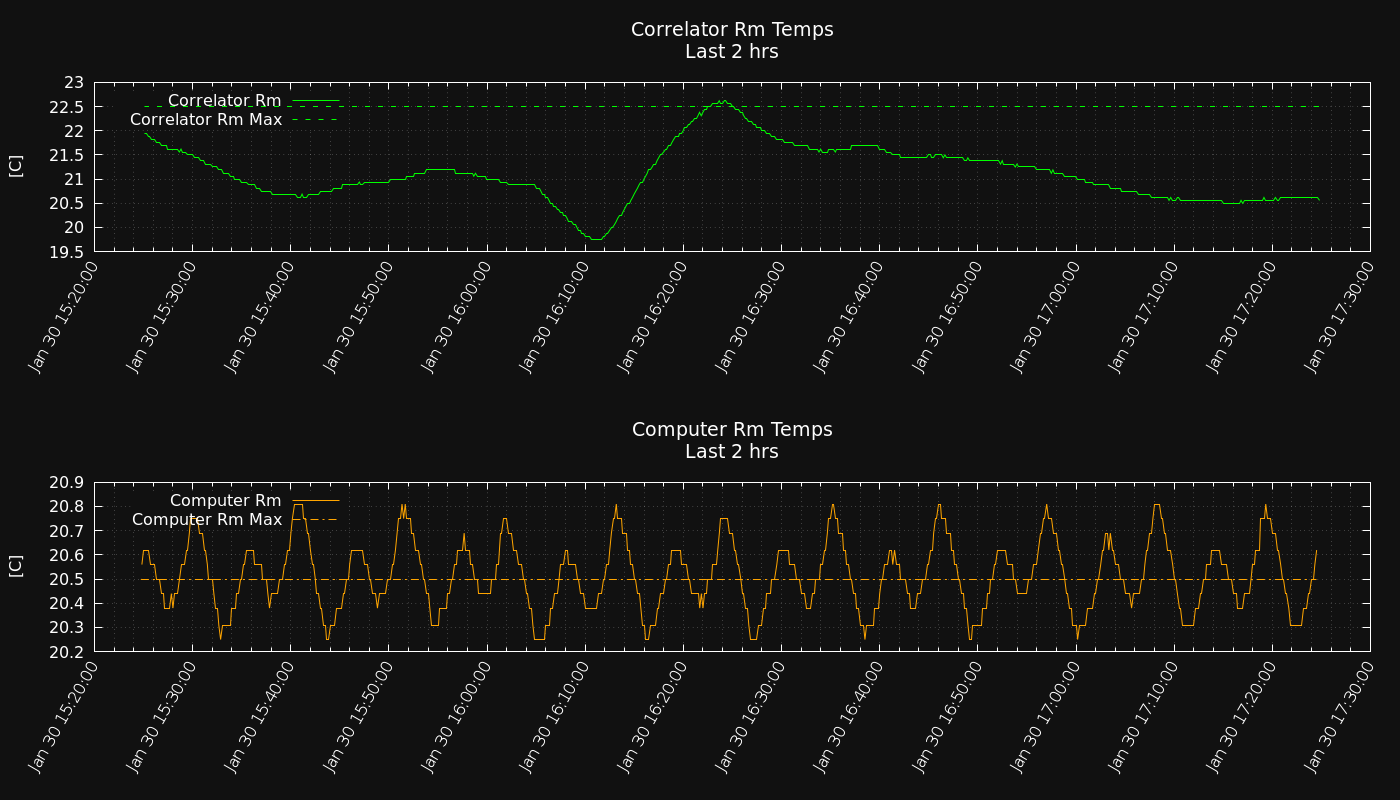 Correlator Rm Temps
Last 2 hrs
Correlator Rm
Correlator Rm Max
[C]
23
22.5
22
21.5
21
20.5
20
19.5
Jan 30 15:20:00
Jan 30 15:30:00
Jan 30 15:40:00
Jan 30 15:50:00
Jan 30 16:00:00
Jan 30 16:10:00
Jan 30 16:20:00
Jan 30 16:30:00
Jan 30 16:40:00
Jan 30 16:50:00
Jan 30 17:00:00
Jan 30 17:10:00
Jan 30 17:20:00
Jan 30 17:30:00
Computer Rm Temps
Last 2 hrs
Computer Rm
Computer Rm Max
[C]
20.9
20.8
20.7
20.6
20.5
20.4
20.3
20.2
Jan 30 15:20:00
Jan 30 15:30:00
Jan 30 15:40:00
Jan 30 15:50:00
Jan 30 16:00:00
Jan 30 16:10:00
Jan 30 16:20:00
Jan 30 16:30:00
Jan 30 16:40:00
Jan 30 16:50:00
Jan 30 17:00:00
Jan 30 17:10:00
Jan 30 17:20:00
Jan 30 17:30:00